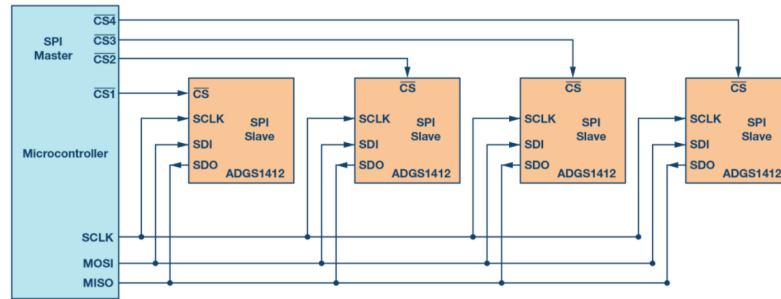 CS4
SPI
Master
CS3
CS2
CS1
Microcontroller
SCLK
MOSI
MISO
CS
SCLK
SPI
Slave
SDI
SDO
ADGS1412
CS
SCLK
SPI
Slave
SDI
SDO
ADGS1412
CS
SCLK
SPI
Slave
SDI
SDO
ADGS1412
CS
SCLK
SPI
Slave
SDI
SDO
ADGS1412